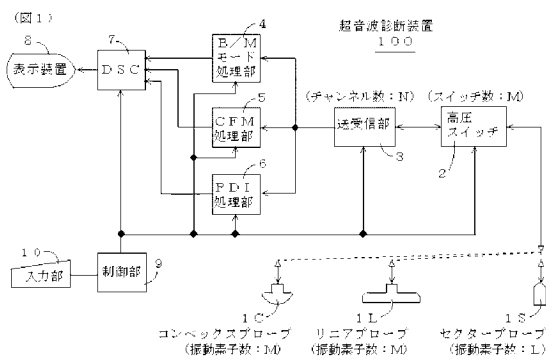 (図1)
超音波診断装置
100
8
表示装置
7
DSC
4
B/M
モード
処理部
5
CFM
処理部
6
PDI
処理部
(チャンネル数:N)
送受信部
3
(スイッチ数:M)
高圧
スイッチ
2
10
入力部
制御部
9
1C
コンベックスプローブ
(振動素子数:M)
1L
リニアプローブ
(振動素子数:M)
1S
セクタープローブ
(振動素子数:L)